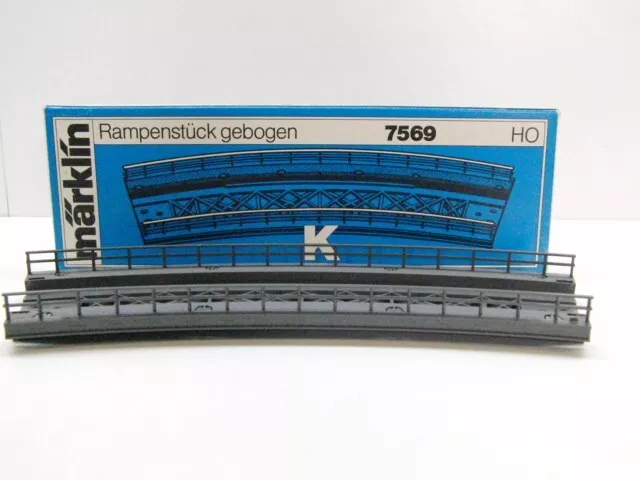 märklin
Rampenstück gebogen 7569 HO
K